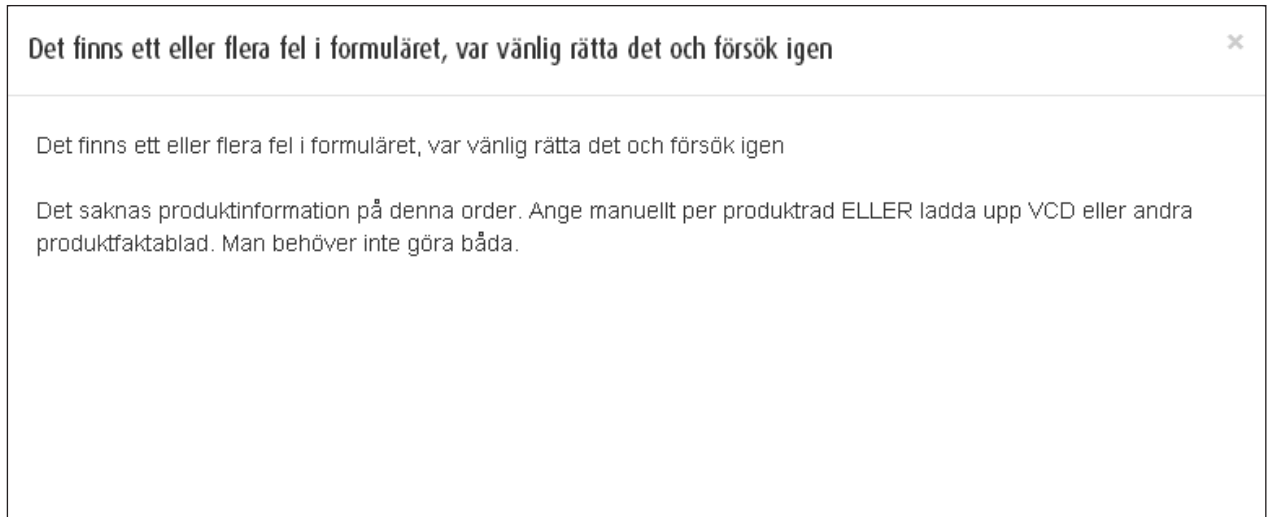 Det finns ett eller flera fel i formuläret, var vänlig rätta det och försök igen
Det finns ett eller flera fel i formuläret, var vänlig rätta det och försök igen
Det saknas produktinformation på denna order. Ange manuellt per produktrad ELLER ladda upp VCD eller andra
produktfaktablad. Man behöver inte göra båda.